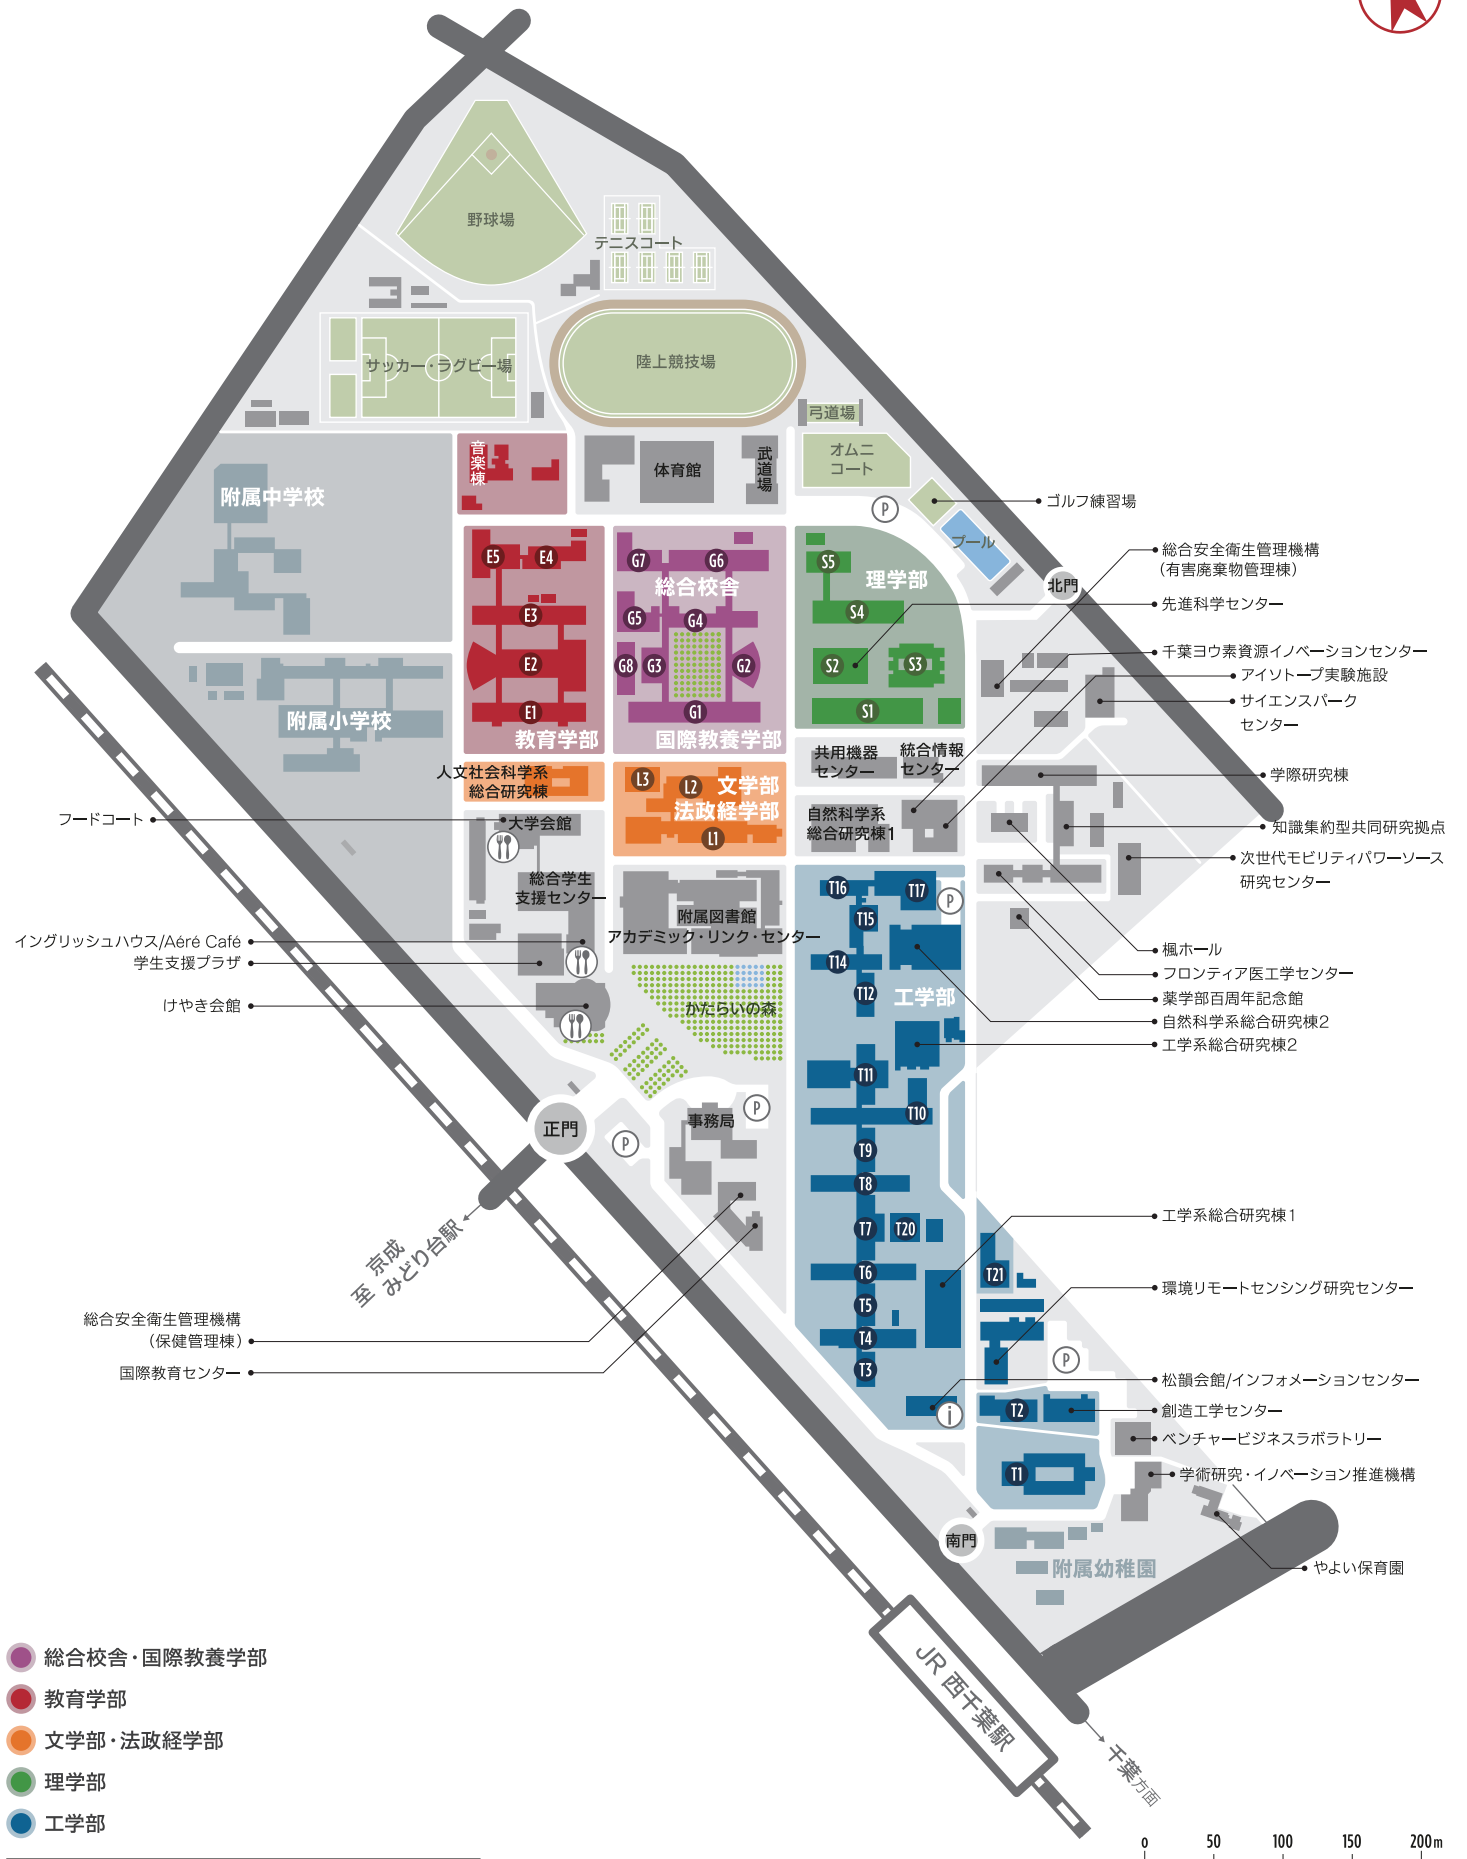 野球場
テニスコート
サッカー・ラグビー場
陸上競技場
弓道場
オムニ
コート
音楽棟
体育館
武道場
附属中学校
P
ゴルフ練習場
プール
北門
総合安全衛生管理機構
(有害廃棄物管理棟)
先進科学センター
千葉ヨウ素資源イノベーションセンター
アイソトープ実験施設
サイエンスパーク
センター
学際研究棟
知識集約型共同研究拠点
次世代モビリティパワーソース
研究センター
楓ホール
フロンティア医工学センター
薬学部百周年記念館
自然科学系総合研究棟2
工学系総合研究棟2
E5
E4
E3
E2
E1
教育学部
G7
G6
総合校舎
G5
G4
G8
G3
G2
G1
国際教養学部
S5
理学部
S4
S2
S3
S1
附属小学校
人文社会科学系
総合研究棟
L3
L2
文学部
法政経学部
L1
共用機器
センター
統合情報
センター
自然科学系
総合研究棟1
フードコート
大学会館
総合学生
支援センター
附属図書館
アカデミック・リンク・センター
イングリッシュハウス/Aéré Café
学生支援プラザ
けやき会館
かたらいの森
T16
T17
P
T15
T14
T12
工学部
T11
T10
T9
T8
T7
T20
T6
T5
T4
T3
i
事務局
P
P
正門
至 京成
みどり台駅
総合安全衛生管理機構
(保健管理棟)
国際教育センター
工学系総合研究棟1
T21
環境リモートセンシング研究センター
P
松韻会館/インフォメーションセンター
T2
創造工学センター
ベンチャービジネスラボラトリー
T1
学術研究・イノベーション推進機構
南門
附属幼稚園
やよい保育園
JR 西千葉駅
千葉方面
総合校舎・国際教養学部
教育学部
文学部・法政経学部
理学部
工学部
0 50 100 150 200m